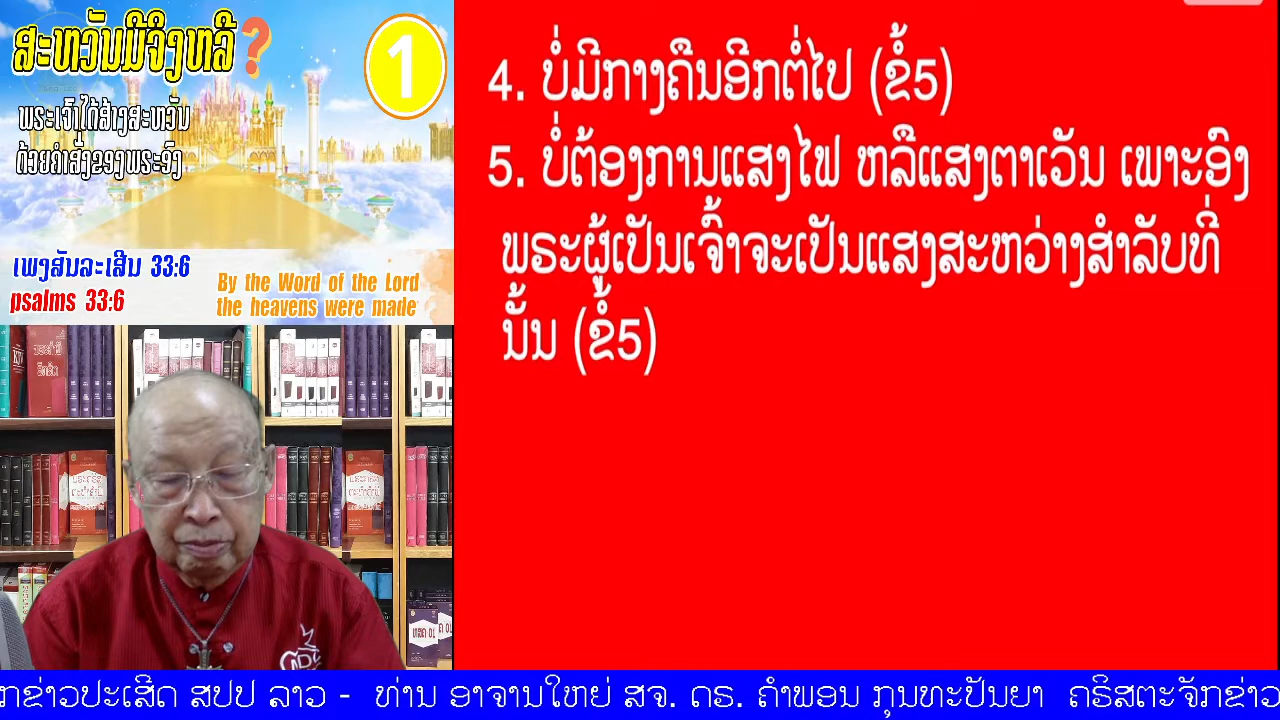 ສະຫວັນມີຈິງຫລື❓
1
ພຣະເຈົ້າໄດ້ສ້າງສະຫວັນ
ດ້ວຍຄຳສັ່ງຂອງພຣະອົງ
ເພງສັນລະເສີນ 33:6
psalms 33:6
By the Word of the Lord
the heavens were made
4. ບໍ່ມີກາງຄືນອີກຕໍ່ໄປ (ຂໍ້5)
5. ບໍ່ຕ້ອງການແສງໄຟ ຫລືແສງຕາເວັນ ເພາະອົງ
ພຣະຜູ້ເປັນເຈົ້າຈະເປັນແສງສະຫວ່າງສຳລັບທີ່
ນັ້ນ (ຂໍ້5)
ກຂ່າວປະເສີດ ສປປ ລາວ - ທ່ານ ອາຈານໃຫຍ່ ສຈ. ດຣ. ຄຳພອນ ກຸນທະປັນຍາ ຄຣິສຕະຈັກຂ່າວ